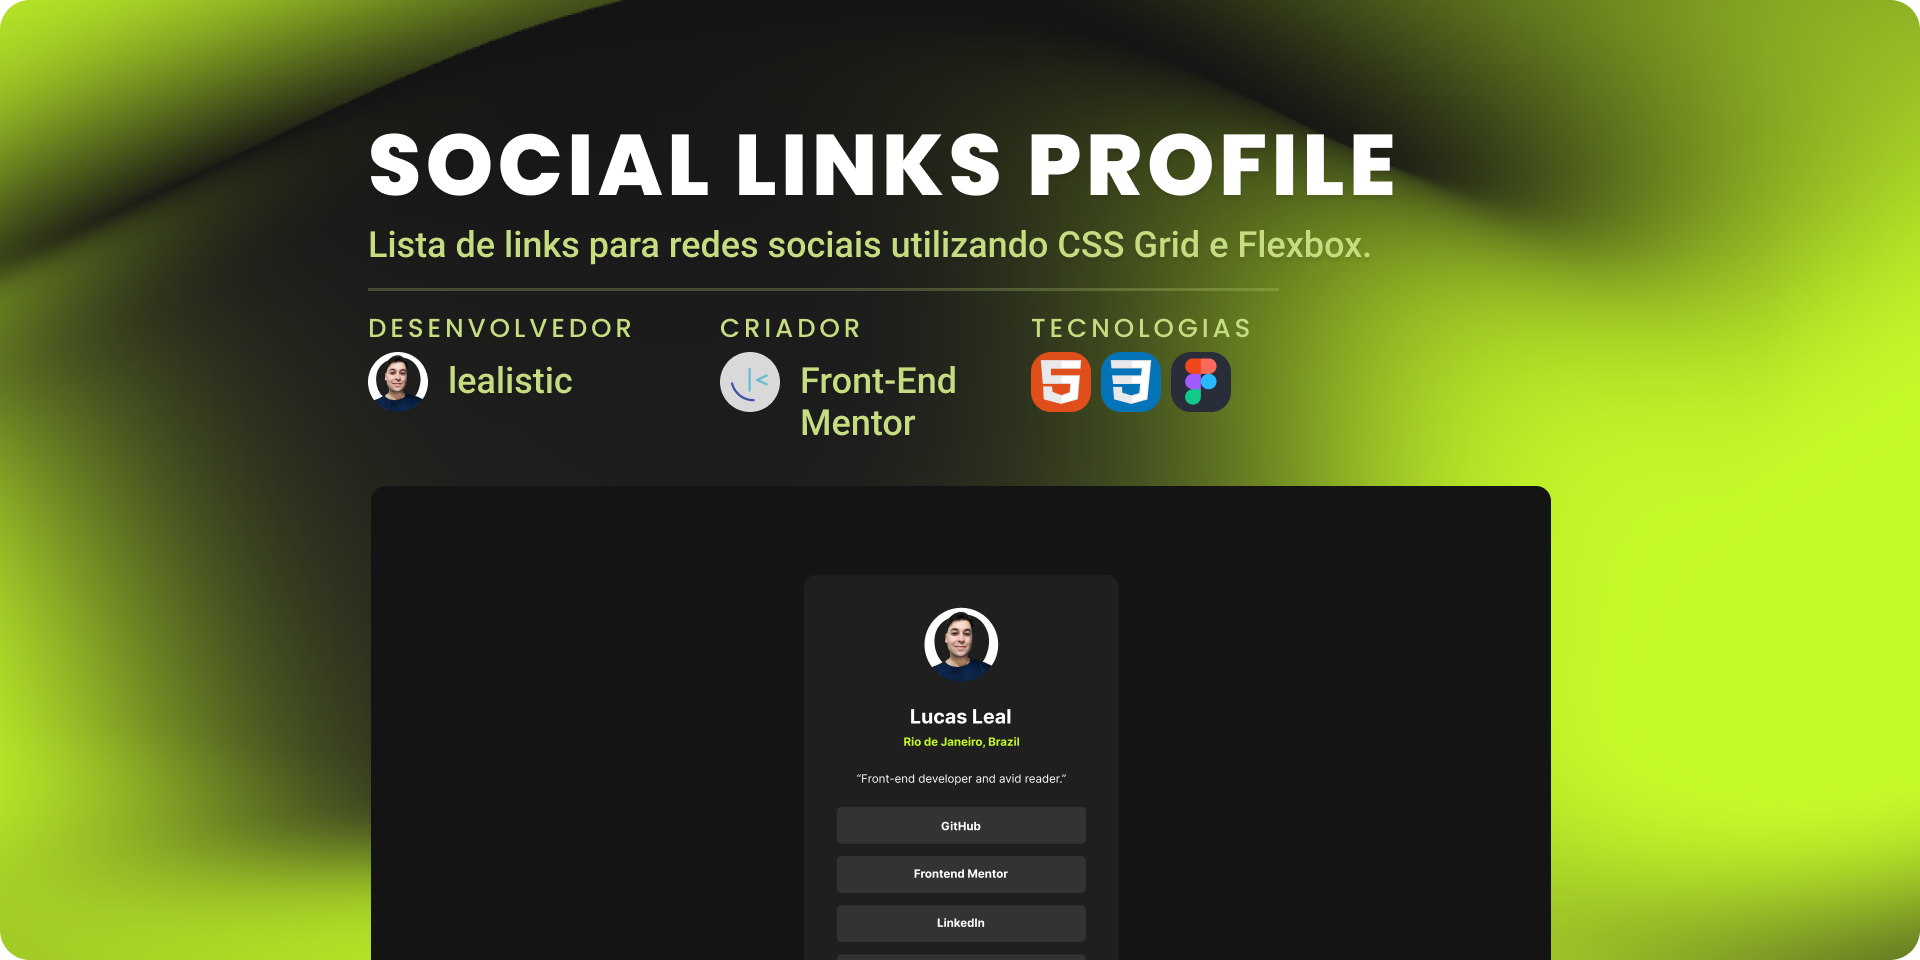 SOCIAL LINKS PROFILE
Lista de links para redes sociais utilizando CSS Grid e Flexbox.
DESENVOLVEDOR
lealistic
CRIADOR
Front-End
Mentor
TECNOLOGIAS
Lucas Leal
Rio de Janeiro, Brazil
“Front-end developer and avid reader.”
GitHub
Frontend Mentor
LinkedIn